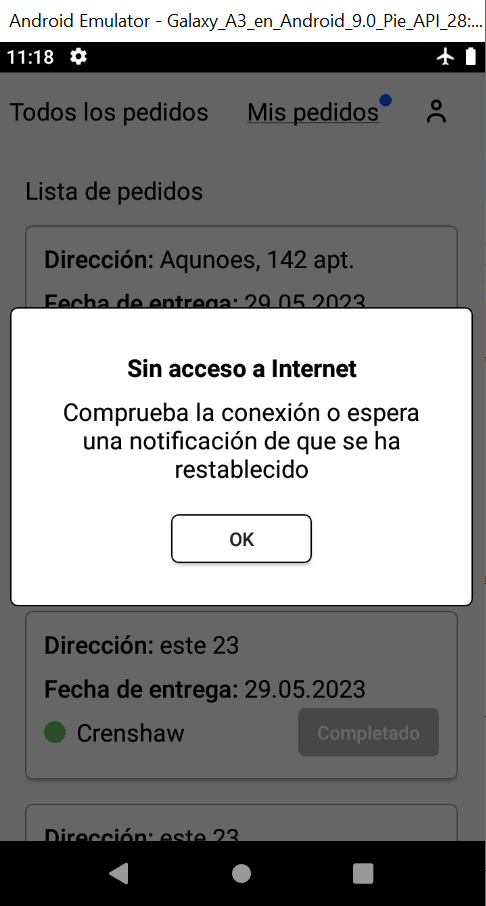 Android Emulator - Galaxy_A3_en_Android_9.0_Pie_API_28:...
11:18
Todos los pedidos
Mis pedidos
Lista de pedidos
Dirección: Aqunoes, 142 apt.
Fecha de entrega: 29.05.2023
Sin acceso a Internet
Comprueba la conexión o espera
una notificación de que se ha
restablecido
OK
Dirección: este 23
Fecha de entrega: 29.05.2023
Crenshaw
Completado
Dirección: este 23